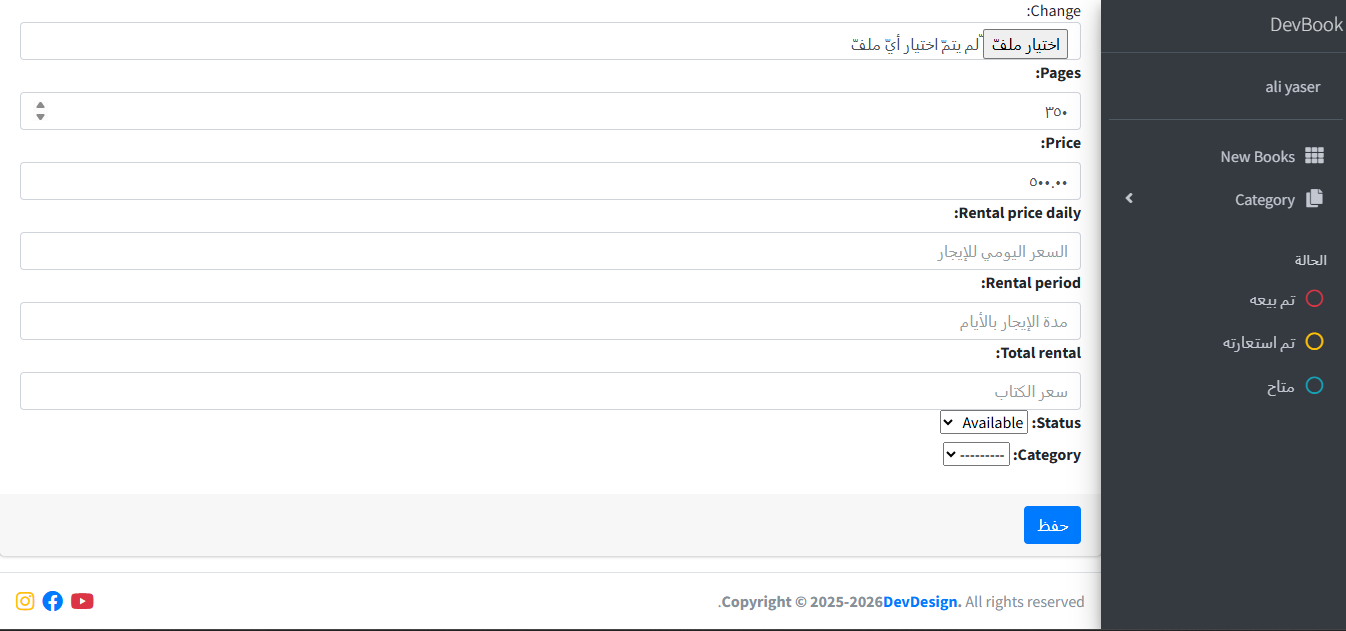 DevBook
ali yaser
New Books
Category
الحالة
تم بيعه
تم استعارته
متاح
Change:
اختيار ملفّ لم يتمّ اختيار أيّ ملفّ
Pages:
٣٥٠
Price:
٥٠٠.٠٠
Rental price daily:
السعر اليومي للإيجار
Rental period:
مدة الإيجار بالأيام
Total rental:
سعر الكتاب
Status: Available
Category: ---------
حفظ
Copyright © 2025-2026DevDesign. All rights reserved.